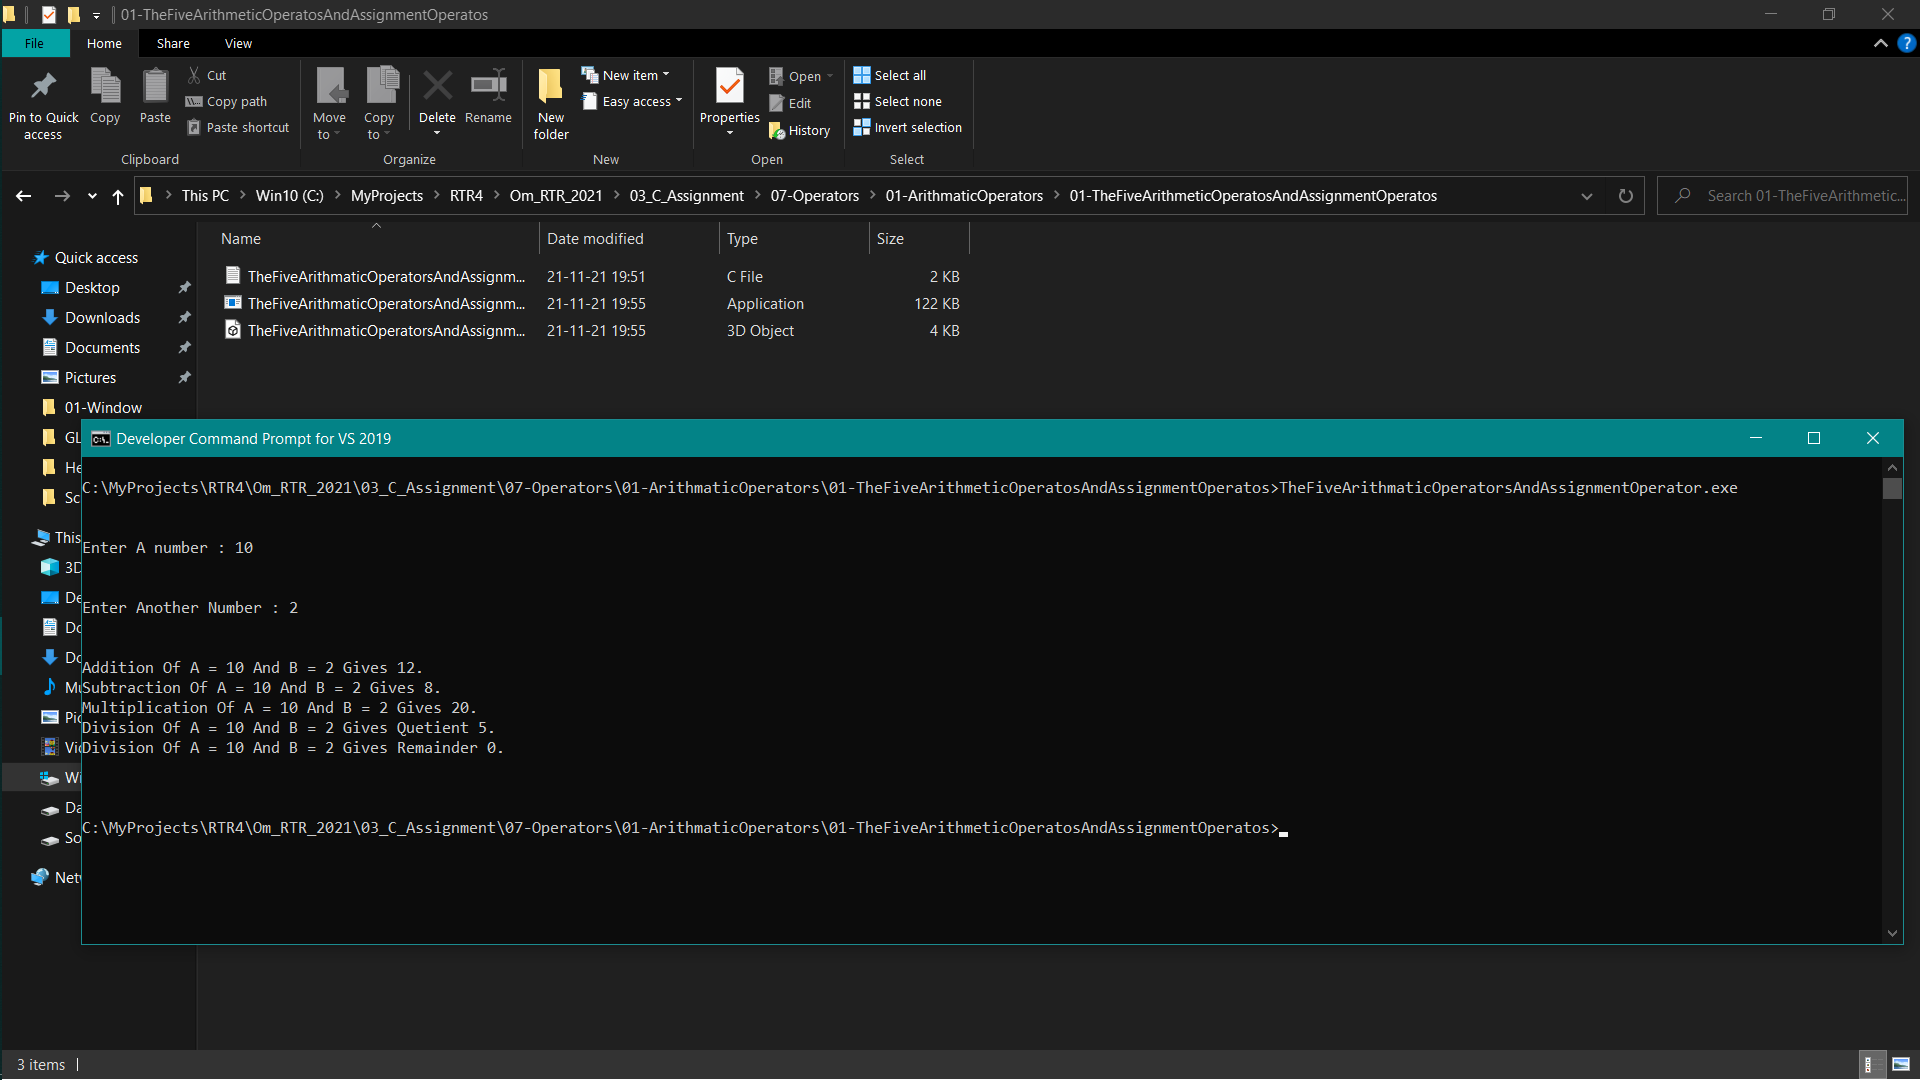 01-TheFiveArithmeticOperatosAndAssignmentOperatos
File Home Share View
Pin to Quick access
Copy
Paste
Cut
Copy path
Paste shortcut
Clipboard
Move to
Copy to
Delete
Rename
Organize
New folder
New item
Easy access
New
Properties
Open
Edit
History
Open
Select all
Select none
Invert selection
Select
This PC Win10 (C:) MyProjects RTR4 Om_RTR_2021 03_C_Assignment 07-Operators 01-ArithmaticOperators 01-TheFiveArithmeticOperatosAndAssignmentOperatos
Search 01-TheFiveArithmetic...
Name Date modified Type Size
TheFiveArithmaticOperatorsAndAssignm... 21-11-21 19:51 C File 2 KB
TheFiveArithmaticOperatorsAndAssignm... 21-11-21 19:55 Application 122 KB
TheFiveArithmaticOperatorsAndAssignm... 21-11-21 19:55 3D Object 4 KB
Quick access
Desktop
Downloads
Documents
Pictures
01-Window
GL
He
Sc
This
3D
De
Do
Do
Mu
Pic
Vic
Wi
Da
So
Net
Developer Command Prompt for VS 2019
C:\MyProjects\RTR4\Om_RTR_2021\03_C_Assignment\07-Operators\01-ArithmaticOperators\01-TheFiveArithmeticOperatosAndAssignmentOperatos>TheFiveArithmaticOperatorsAndAssignmentOperator.exe
Enter A number : 10
Enter Another Number : 2
Addition Of A = 10 And B = 2 Gives 12.
Subtraction Of A = 10 And B = 2 Gives 8.
Multiplication Of A = 10 And B = 2 Gives 20.
Division Of A = 10 And B = 2 Gives Quetient 5.
Division Of A = 10 And B = 2 Gives Remainder 0.
C:\MyProjects\RTR4\Om_RTR_2021\03_C_Assignment\07-Operators\01-ArithmaticOperators\01-TheFiveArithmeticOperatosAndAssignmentOperatos>
3 items